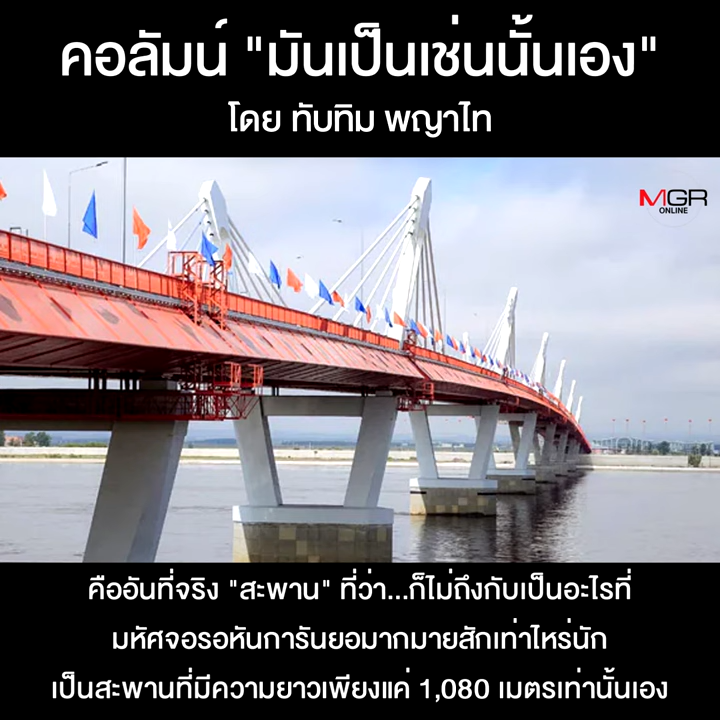 คอลัมน์ "มันเป็นเช่นนั้นเอง"
โดย ทับทิม พญาไท
MGR
ONLINE
คืออันที่จริง "สะพาน" ที่ว่า...ก็ไม่ถึงกับเป็นอะไรที่
มหัศจอรอหันการันยอมากมายสักเท่าไหร่นัก
เป็นสะพานที่มีความยาวเพียงแค่ 1,080 เมตรเท่านั้นเอง